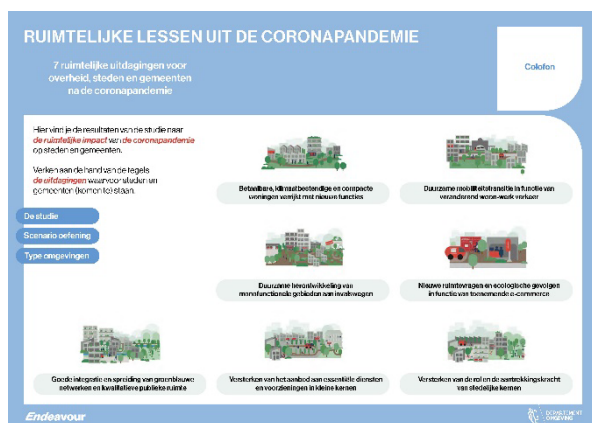 RUIMTELIJKE LESSEN UIT DE CORONAPANDEMIE
7 ruimtelijke uitdagingen voor
overheid, steden en gemeenten
na de coronapandemie
Colofon
Hier vind je de resultaten van de studie naar
de ruimtelijke impact van de coronapandemie
op steden en gemeenten.
Verken aan de hand van de tegels
de uitdagingen waarvoor steden en
gemeenten (komen te) staan.
De studie
Scenario oefening
Type omgevingen
Betaalbare, klimaatbestendige en compacte
woningen verrijkt met nieuwe functies
Duurzame mobiliteitstransitie in functie van
veranderend woon-werk verkeer
Duurzame herontwikkeling van
monofunctionele gebieden aan invalswegen
Nieuwe ruimtevragen en ecologische gevolgen
in functie van toenemende e-commerce
Goede integratie en spreiding van groenblauwe
netwerken en kwalitatieve publieke ruimte
Versterken van het aanbod aan essentiële diensten
en voorzieningen in kleine kernen
Versterken van de rol en de aantrekkingskracht
van stedelijke kernen
Endeavour
DEPARTEMENT
OMGEVING